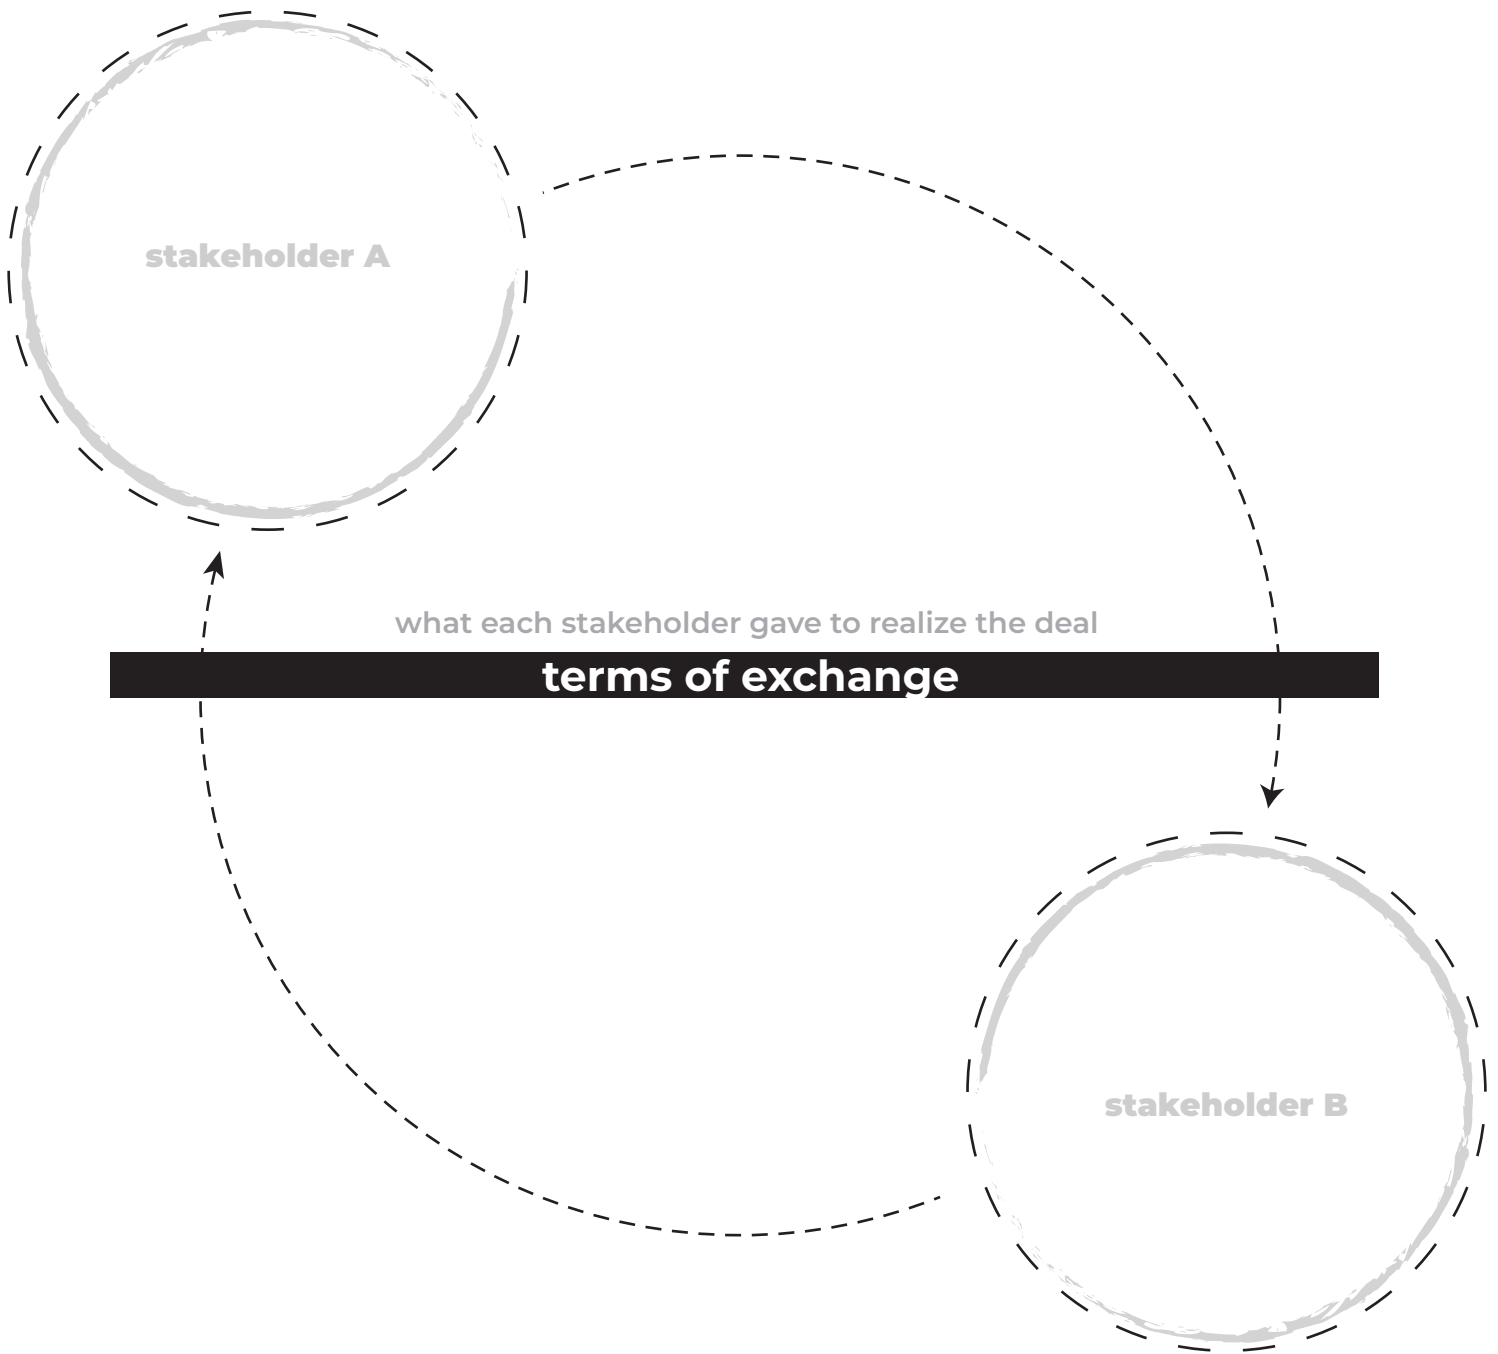 stakeholder A
what each stakeholder gave to realize the deal
terms of exchange
stakeholder B